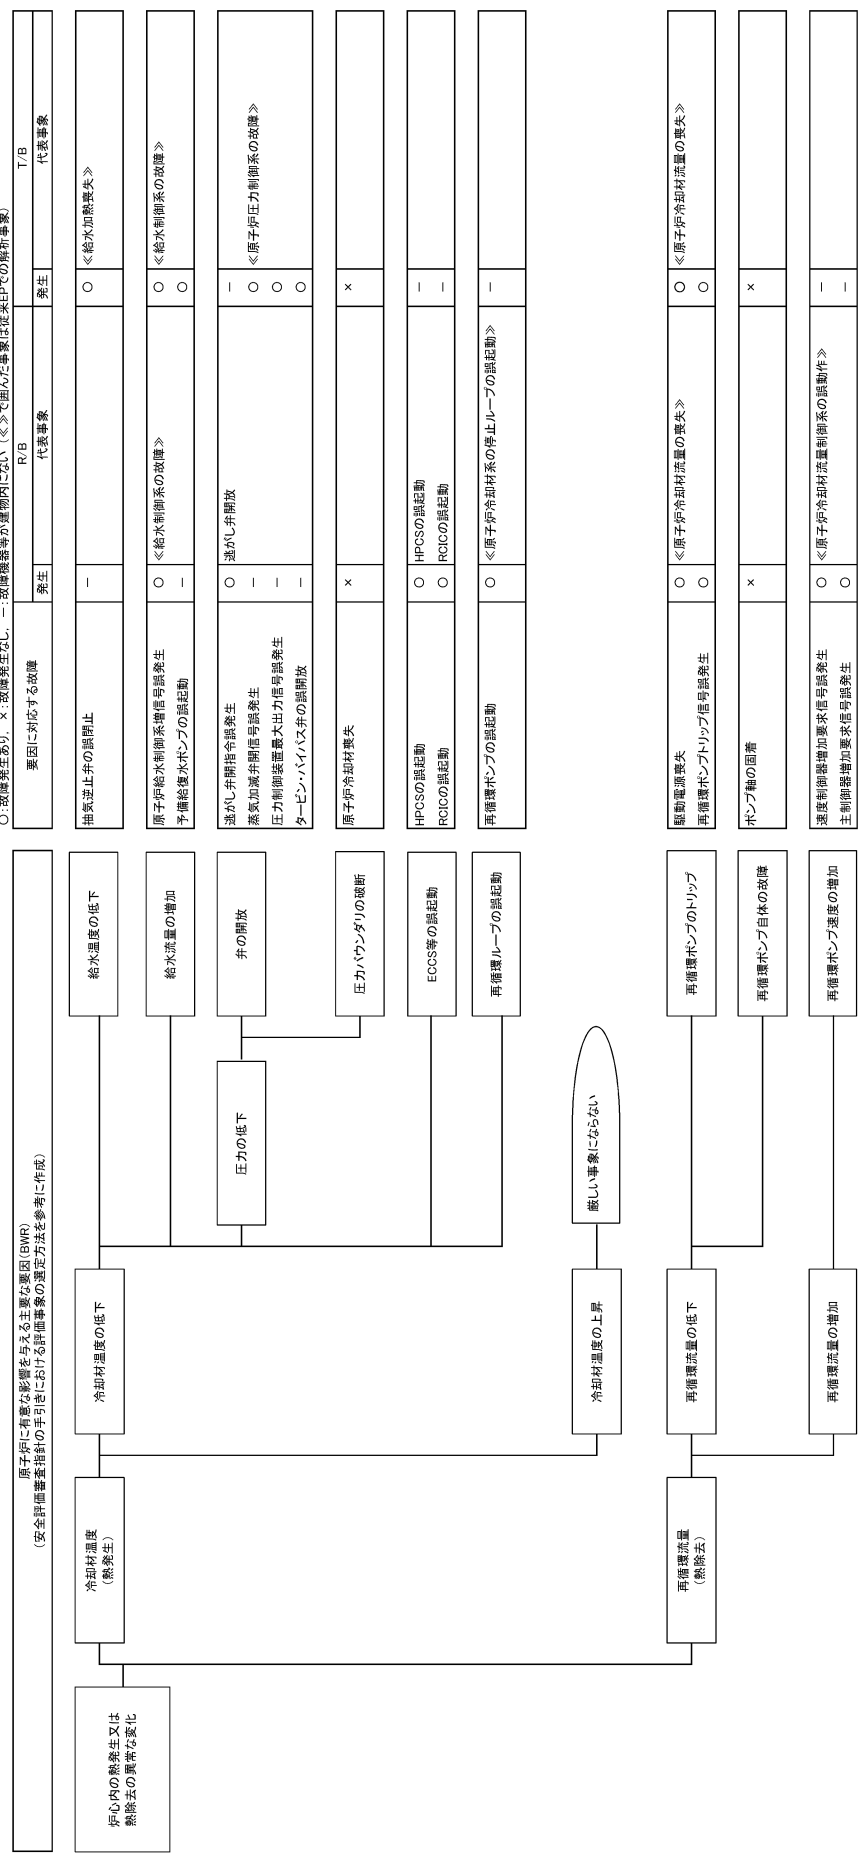 ○：故障発生あり，×：故障発生なし，－：故障機器等が建物内にない（≪≫で囲んだ事象は従来EPでの解析事象）
原子炉に有意な影響を与える主要な要因（BWR）
（安全評価審査指針の手引きにおける評価事象の選定方法を参考に作成）
要因に対応する故障
R/B
T/B
発生
代表事象
発生
代表事象
炉心内の熱発生又は
熱除去の異常な変化
冷却材温度
（熱発生）
冷却材温度の低下
給水温度の低下
抽気逆止弁の誤閉止
－
○
≪給水加熱喪失≫
給水流量の増加
原子炉給水制御系増信号誤発生
○
≪給水制御系の故障≫
○
≪給水制御系の故障≫
予備給復水ポンプの誤起動
－
○
圧力の低下
弁の開放
逃がし弁開指令誤発生
○
逃がし弁開放
－
蒸気加減弁開信号誤発生
－
○
≪原子炉圧力制御系の故障≫
圧力制御装置最大出力信号誤発生
－
○
タービン・バイパス弁の誤開放
－
○
圧力バウンダリの破断
原子炉冷却材喪失
×
×
ECCS等の誤起動
HPCSの誤起動
○
HPCSの誤起動
－
RCICの誤起動
○
RCICの誤起動
－
再循環ループの誤起動
再循環ポンプの誤起動
○
≪原子炉冷却材系の停止ループの誤起動≫
－
冷却材温度の上昇
厳しい事象にならない
再循環流量
（熱除去）
再循環流量の低下
再循環ポンプのトリップ
駆動電源喪失
○
≪原子炉冷却材流量の喪失≫
○
≪原子炉冷却材流量の喪失≫
再循環ポンプトリップ信号誤発生
○
○
再循環ポンプ自体の故障
ポンプ軸の固着
×
×
再循環流量の増加
再循環ポンプ速度の増加
速度制御器増加要求信号誤発生
○
≪原子炉冷却材流量制御系の誤動作≫
－
主制御器増加要求信号誤発生
○
－